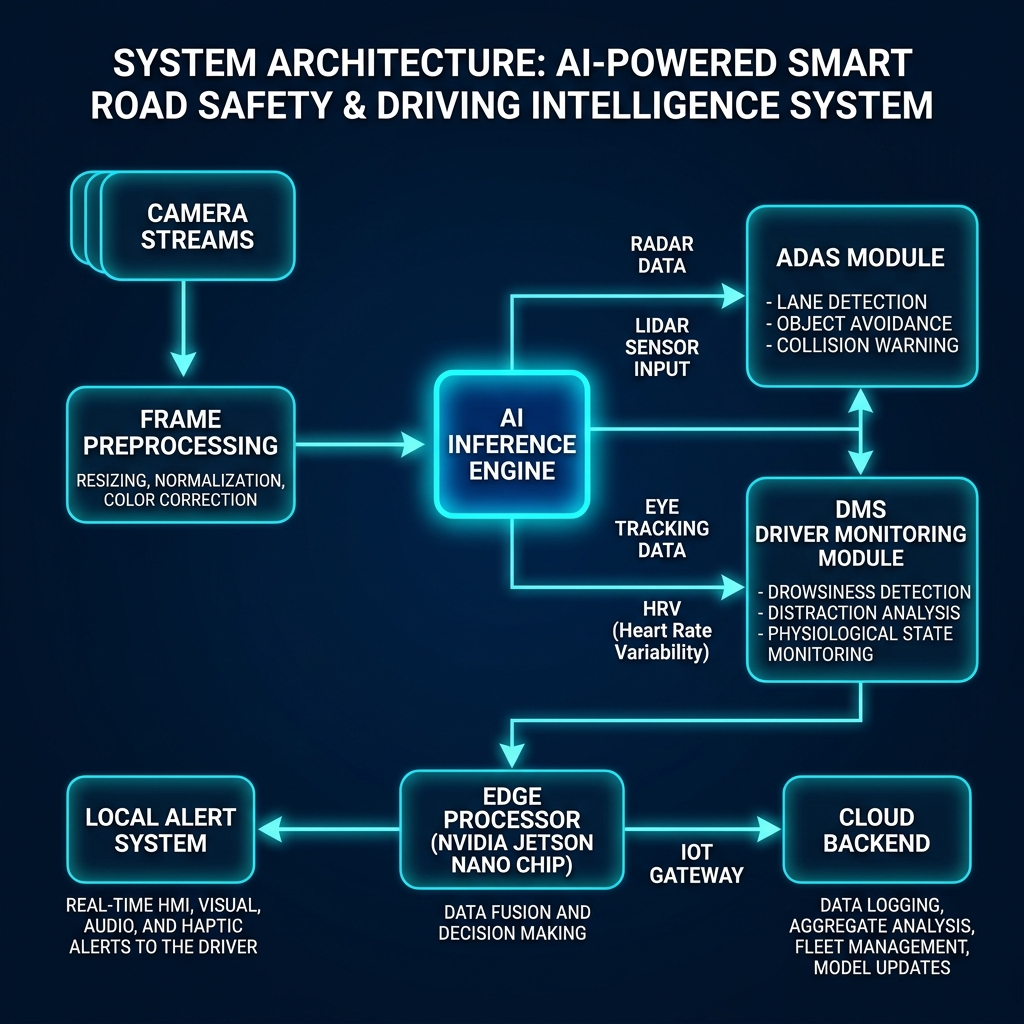 SYSTEM ARCHITECTURE: AI-POWERED SMART
ROAD SAFETY & DRIVING INTELLIGENCE SYSTEM
CAMERA
STREAMS
FRAME
PREPROCESSING
RESIZING, NORMALIZATION,
COLOR CORRECTION
AI
INFERENCE
ENGINE
RADAR
DATA
LIDAR
SENSOR
INPUT
ADAS MODULE
- LANE DETECTION
- OBJECT AVOIDANCE
- COLLISION WARNING
EYE
TRACKING
DATA
HRV
(Heart Rate
Variability)
DMS
DRIVER MONITORING
MODULE
- DROWSINESS DETECTION
- DISTRACTION ANALYSIS
- PHYSIOLOGICAL STATE
MONITORING
LOCAL ALERT
SYSTEM
REAL-TIME HMI, VISUAL,
AUDIO, AND HAPTIC
ALERTS TO THE DRIVER
EDGE
PROCESSOR
(NVIDIA JETSON
NANO CHIP)
DATA FUSION AND
DECISION MAKING
IOT
GATEWAY
CLOUD
BACKEND
DATA LOGGING,
AGGREGATE ANALYSIS,
FLEET MANAGEMENT,
MODEL UPDATES